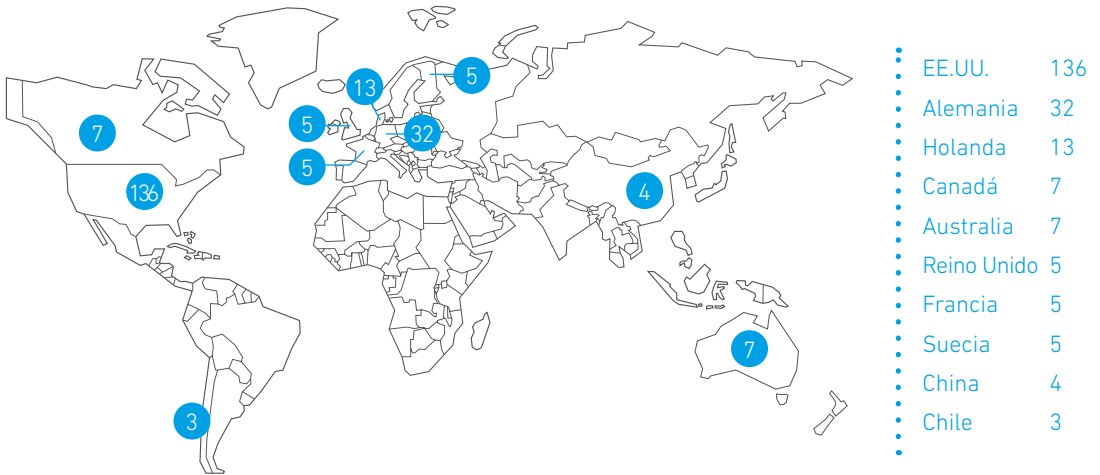 5
13
5
32
7
5
136
4
7
3
EE.UU. 136
Alemania 32
Holanda 13
Canadá 7
Australia 7
Reino Unido 5
Francia 5
Suecia 5
China 4
Chile 3